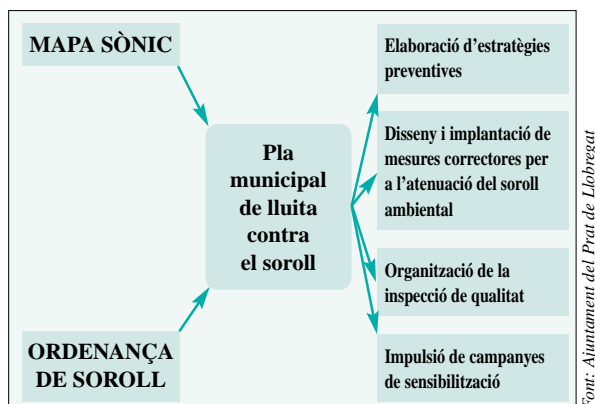 MAPA SÒNIC
ORDENANÇA
DE SOROLL
Pla
municipal
de lluita
contra
el soroll
Elaboració d’estratègies
preventives
Disseny i implantació de
mesures correctores per
a l’atenuació del soroll
ambiental
Organització de la
inspecció de qualitat
Impulsió de campanyes
de sensibilització
Font: Ajuntament del Prat de Llobregat